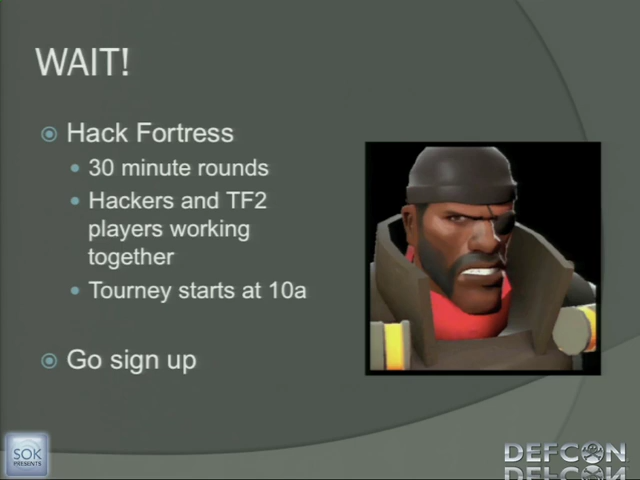 WAIT!
Hack Fortress
30 minute rounds
Hackers and TF2
players working
together
Tourney starts at 10a
Go sign up
SOK
PRESENTS
DEFCON